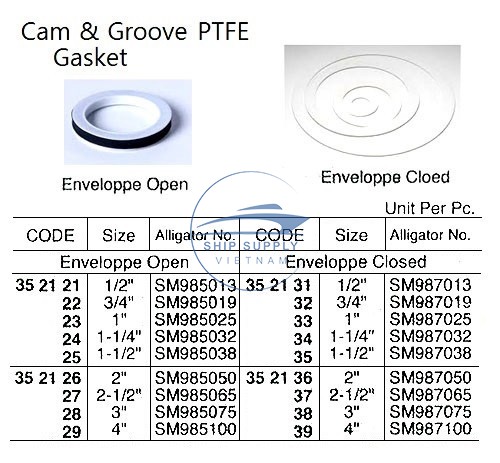 Cam & Groove PTFE
Gasket
Enveloppe Open
Enveloppe Cloed
Unit Per Pc.
CODE Size Alligator No. CODE Size Alligator No.
SHIP SUPPLY
VIETNAM
Enveloppe Open Enveloppe Closed
35 21 21 1/2" SM985013 35 21 31 1/2" SM987013
22 3/4" SM985019 32 3/4" SM987019
23 1" SM985025 33 1" SM987025
24 1-1/4" SM985032 34 1-1/4" SM987032
25 1-1/2" SM985038 35 1-1/2" SM987038
35 21 26 2" SM985050 35 21 36 2" SM987050
27 2-1/2" SM985065 37 2-1/2" SM987065
28 3" SM985075 38 3" SM987075
29 4" SM985100 39 4" SM987100